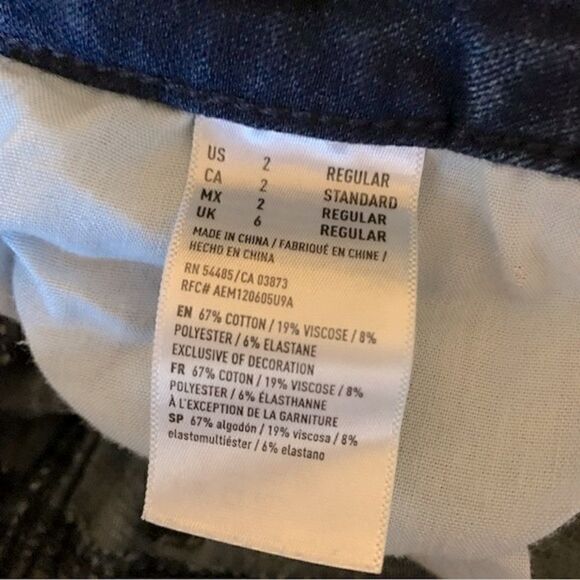 US 2 REGULAR
CA 2 STANDARD
MX 2 REGULAR
UK 6 REGULAR
MADE IN CHINA / FABRIQUÉ EN CHINE /
HECHO EN CHINA
RN 54485/CA 03873
RFC# AEM120605U9A
EN 67% COTTON / 19% VISCOSE / 8%
POLYESTER / 6% ELASTANE
EXCLUSIVE OF DECORATION
FR 67% COTON / 19% VISCOSE / 8%
POLYESTER / 6% ÉLASTHANNE
À L'EXCEPTION DE LA GARNITURE
SP 67% algodón / 19% viscosa / 8%
elastomultiéster / 6% elastano